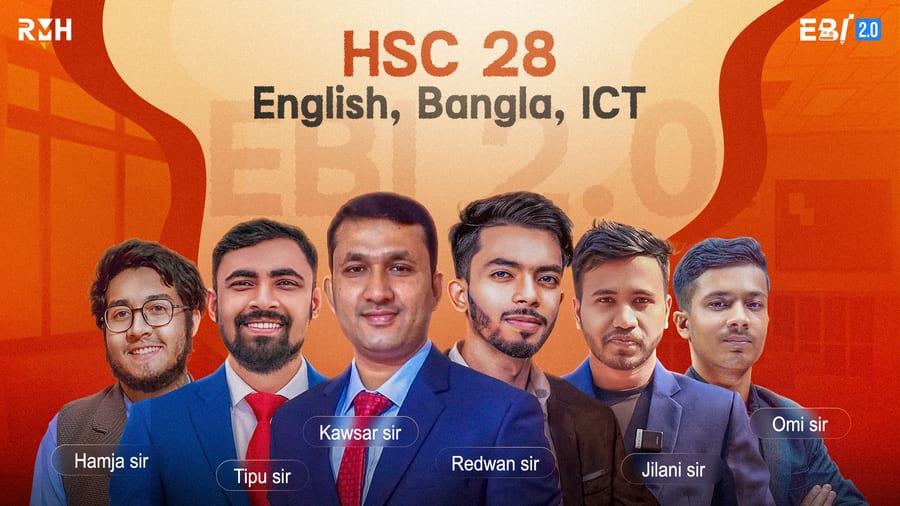 RMH
EBI 2.0
HSC 28
English, Bangla, ICT
EBI 2.0
Kawsar sir
Omi sir
Hamja sir
Tipu sir
Redwan sir
Jilani sir